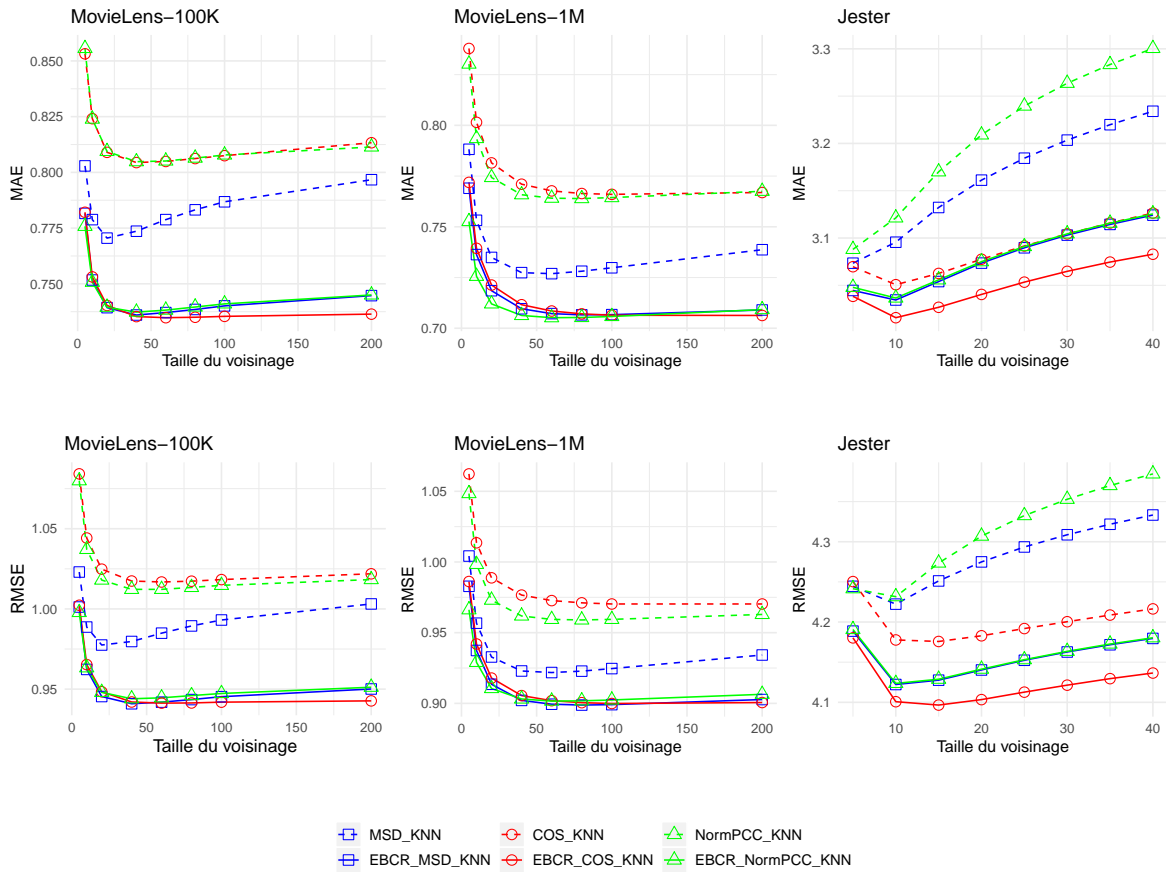 MovieLens−100K
MAE
0.850
0.825
0.800
0.775
0.750
0
50
100
150
200
Taille du voisinage
MovieLens−1M
MAE
0.80
0.75
0.70
0
50
100
150
200
Taille du voisinage
Jester
MAE
3.3
3.2
3.1
10
20
30
40
Taille du voisinage
MovieLens−100K
RMSE
1.05
1.00
0.95
0
50
100
150
200
Taille du voisinage
MovieLens−1M
RMSE
1.05
1.00
0.95
0.90
0
50
100
150
200
Taille du voisinage
Jester
RMSE
4.3
4.2
4.1
10
20
30
40
Taille du voisinage
MSD_KNN
COS_KNN
NormPCC_KNN
EBCR_MSD_KNN
EBCR_COS_KNN
EBCR_NormPCC_KNN